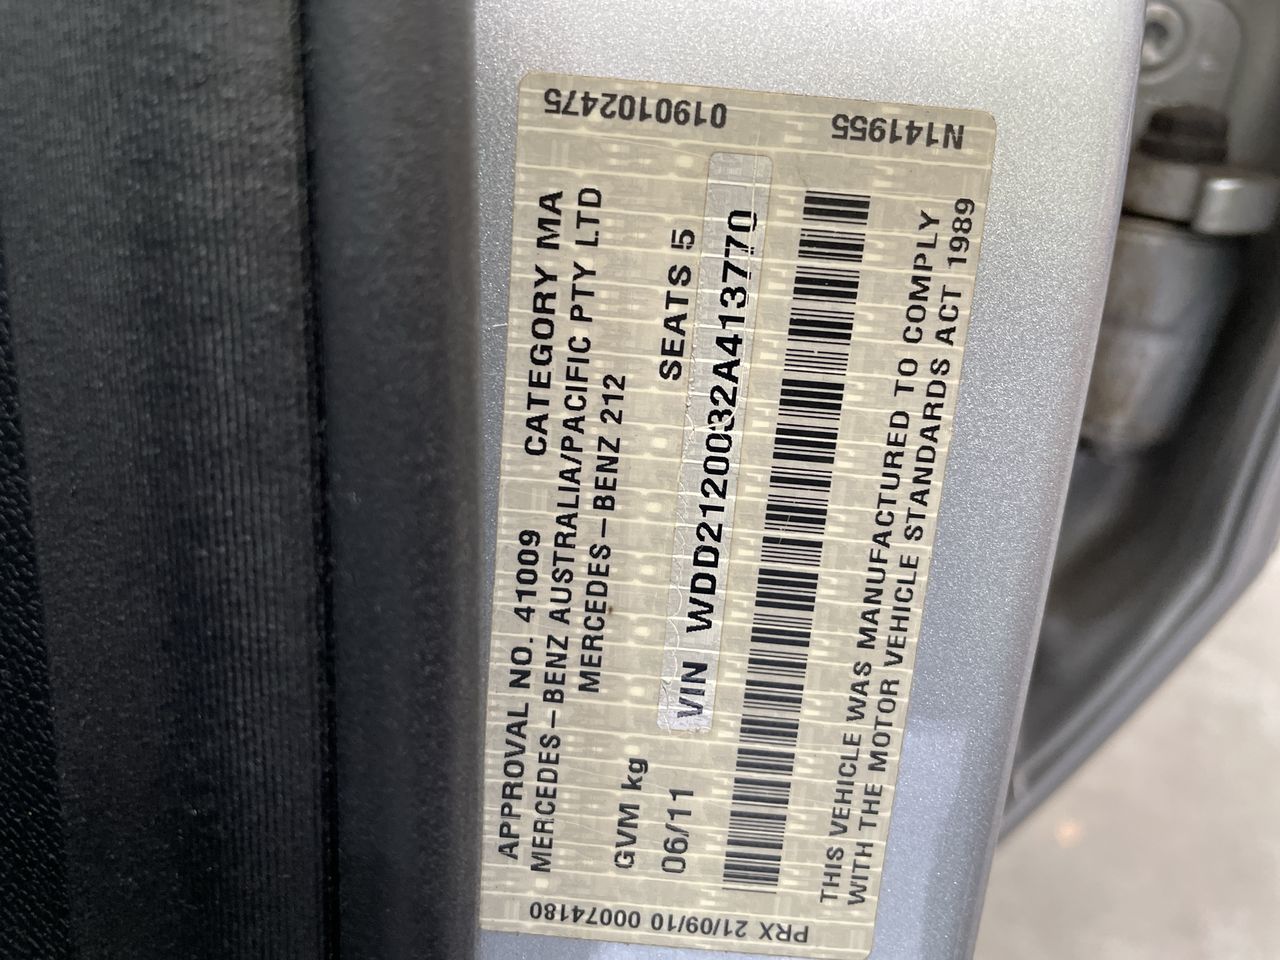 0190102475 N141955
APPROVAL NO. 41009 CATEGORY MA
MERCEDES-BENZ AUSTRALIA/PACIFIC PTY LTD
MERCEDES-BENZ 212
GVM kg SEATS 5
06/11 VIN WDD2120032A413770
THIS VEHICLE WAS MANUFACTURED TO COMPLY
WITH THE MOTOR VEHICLE STANDARDS ACT 1989
PRX 21/09/10 00074180